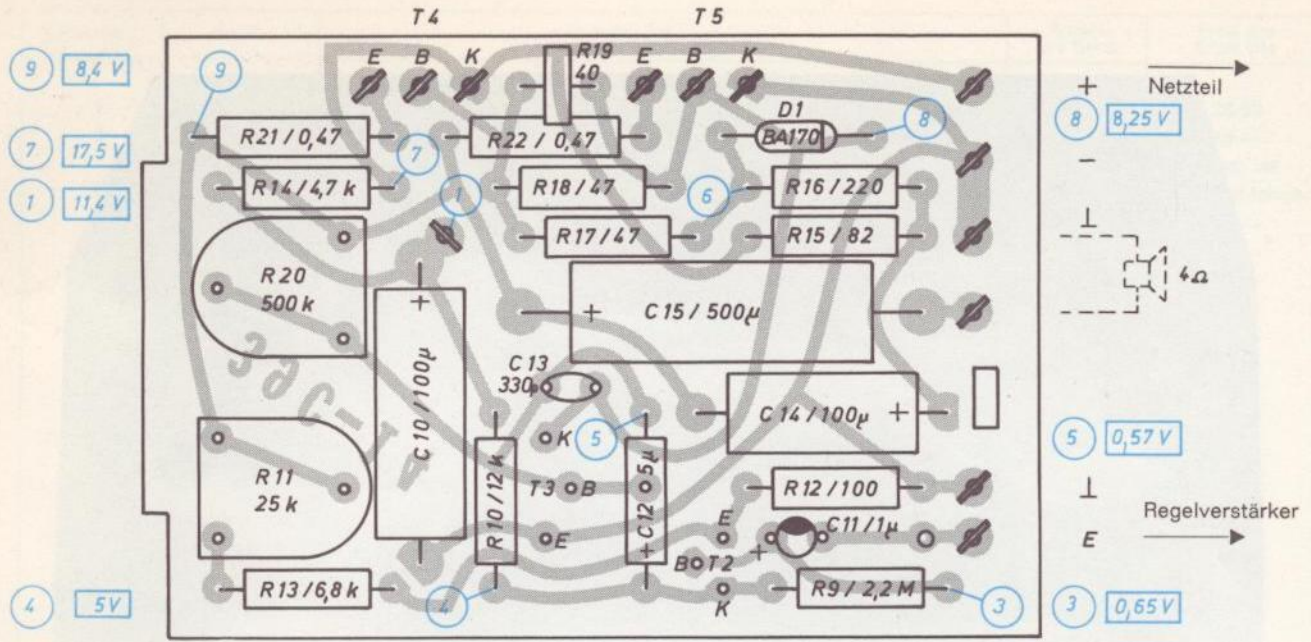 T4 T5
E B K R19 40 E B K
9 8,4 V 9 + Netzteil
D1
R21/0,47 R22/0,47 BA170 8 8 8,25 V
7 17,5 V 7 −
R14/4,7 k R18/47 6 R16/220
1 11,4 V 1 ⊥
R17/47 R15/82
R20
500 k + + C15/500µ 4Ω
C10/100µ
C13
330p
C14/100µ +
K 5 5 0,57 V
R11
25 k R10/12 k T3 B C12 5µ + R12/100 ⊥
E E C11/1µ Regelverstärker
+ E
B T2
R13/6,8 k K R9/2,2 M
4 5V 4 3 3 0,65 V